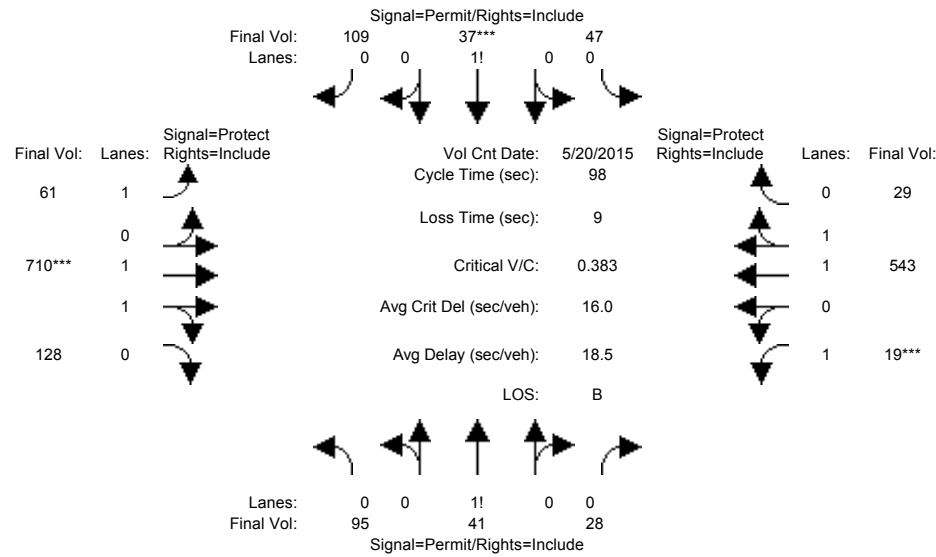 Signal=Permit/Rights=Include
Final Vol: 109 37*** 47
Lanes: 0 0 1! 0 0
Signal=Protect Signal=Protect
Final Vol: Lanes: Rights=Include Vol Cnt Date: 5/20/2015 Rights=Include Lanes: Final Vol:
Cycle Time (sec): 98
61 1 0 29
Loss Time (sec): 9
0 1
710*** 1 Critical V/C: 0.383 1 543
1 Avg Crit Del (sec/veh): 16.0 0
128 0 Avg Delay (sec/veh): 18.5 1 19***
LOS: B
Lanes: 0 0 1! 0 0
Final Vol: 95 41 28
Signal=Permit/Rights=Include